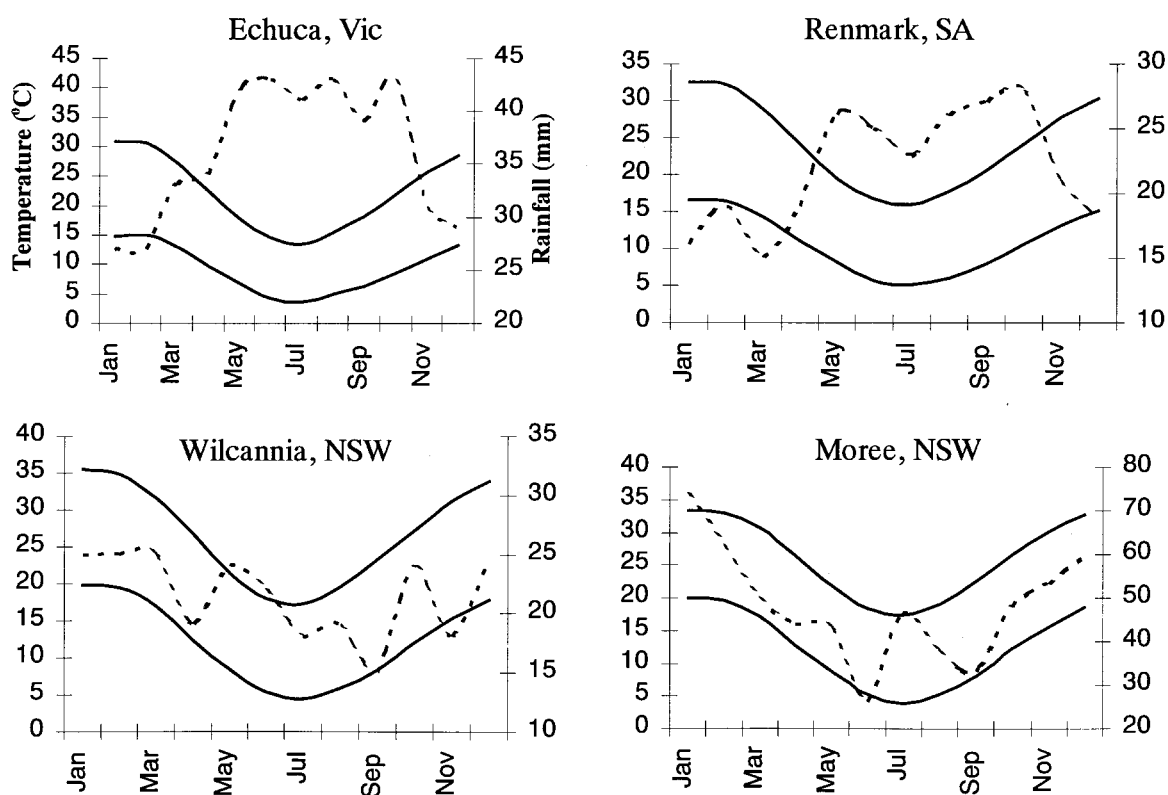 Echuca, Vic
45
40
35
30
25
20
15
10
5
0
Temperature (°C)
45
40
35
30
25
20
Rainfall (mm)
Jan
Mar
May
Jul
Sep
Nov
Renmark, SA
35
30
25
20
15
10
5
0
30
25
20
15
10
Jan
Mar
May
Jul
Sep
Nov
Wilcannia, NSW
40
35
30
25
20
15
10
5
0
35
30
25
20
15
10
Jan
Mar
May
Jul
Sep
Nov
Moree, NSW
40
35
30
25
20
15
10
5
0
80
70
60
50
40
30
20
Jan
Mar
May
Jul
Sep
Nov